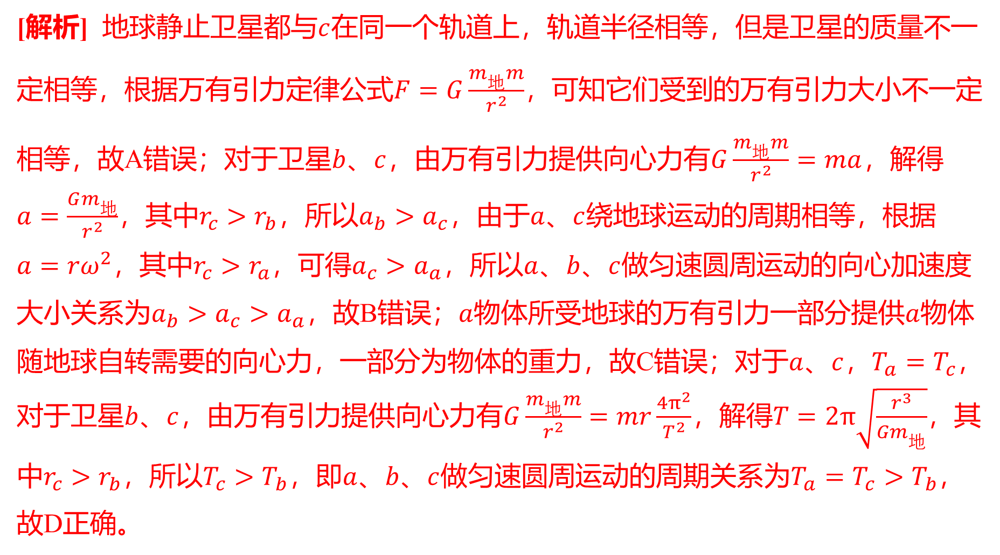 [解析] 地球静止卫星都与c在同一个轨道上，轨道半径相等，但是卫星的质量不一
定相等，根据万有引力定律公式$F=G\frac{m_{地}m}{r^2}$，可知它们受到的万有引力大小不一定
相等，故A错误；对于卫星b、c，由万有引力提供向心力有$G\frac{m_{地}m}{r^2}=ma$，解得
$a=\frac{Gm_{地}}{r^2}$，其中$r_c>r_b$，所以$a_b>a_c$，由于a、c绕地球运动的周期相等，根据
$a=r\omega^2$，其中$r_c>r_a$，可得$a_c>a_a$，所以a、b、c做匀速圆周运动的向心加速度
大小关系为$a_b>a_c>a_a$，故B错误；a物体所受地球的万有引力一部分提供a物体
随地球自转需要的向心力，一部分为物体的重力，故C错误；对于a、c，$T_a=T_c$，
对于卫星b、c，由万有引力提供向心力有$G\frac{m_{地}m}{r^2}=mr\frac{4\pi^2}{T^2}$，解得$T=2\pi\sqrt{\frac{r^3}{Gm_{地}}}$，其
中$r_c>r_b$，所以$T_c>T_b$，即a、b、c做匀速圆周运动的周期关系为$T_a=T_c>T_b$，
故D正确。